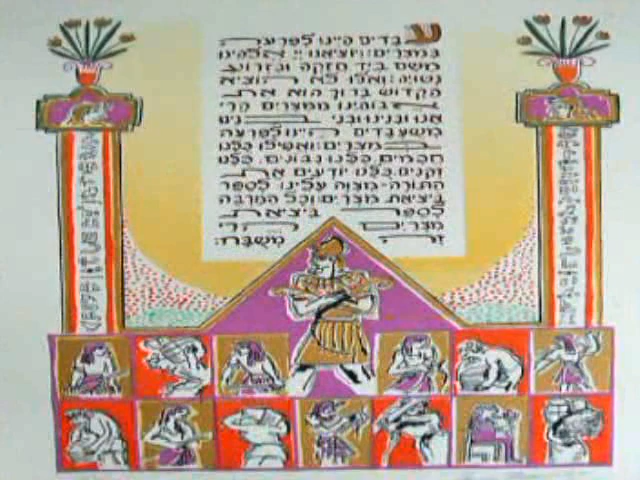 עבדים היינו לפרעה
במצרים: ויוציאנו יי אלהינו
משם ביד חזקה ובזרוע
נטויה: ואלו לא הוציא
הקדוש ברוך הוא את
אבותינו ממצרים הרי
אנו ובנינו ובני בנינו
משעבדים היינו לפרעה
במצרים: ואפילו כלנו
חכמים. כלנו נבונים. כלנו
זקנים. כלנו יודעים את
התורה. מצוה עלינו לספר
ביציאת מצרים: וכל המרבה
לספר ביציאת
מצרים הרי
זה משבח: